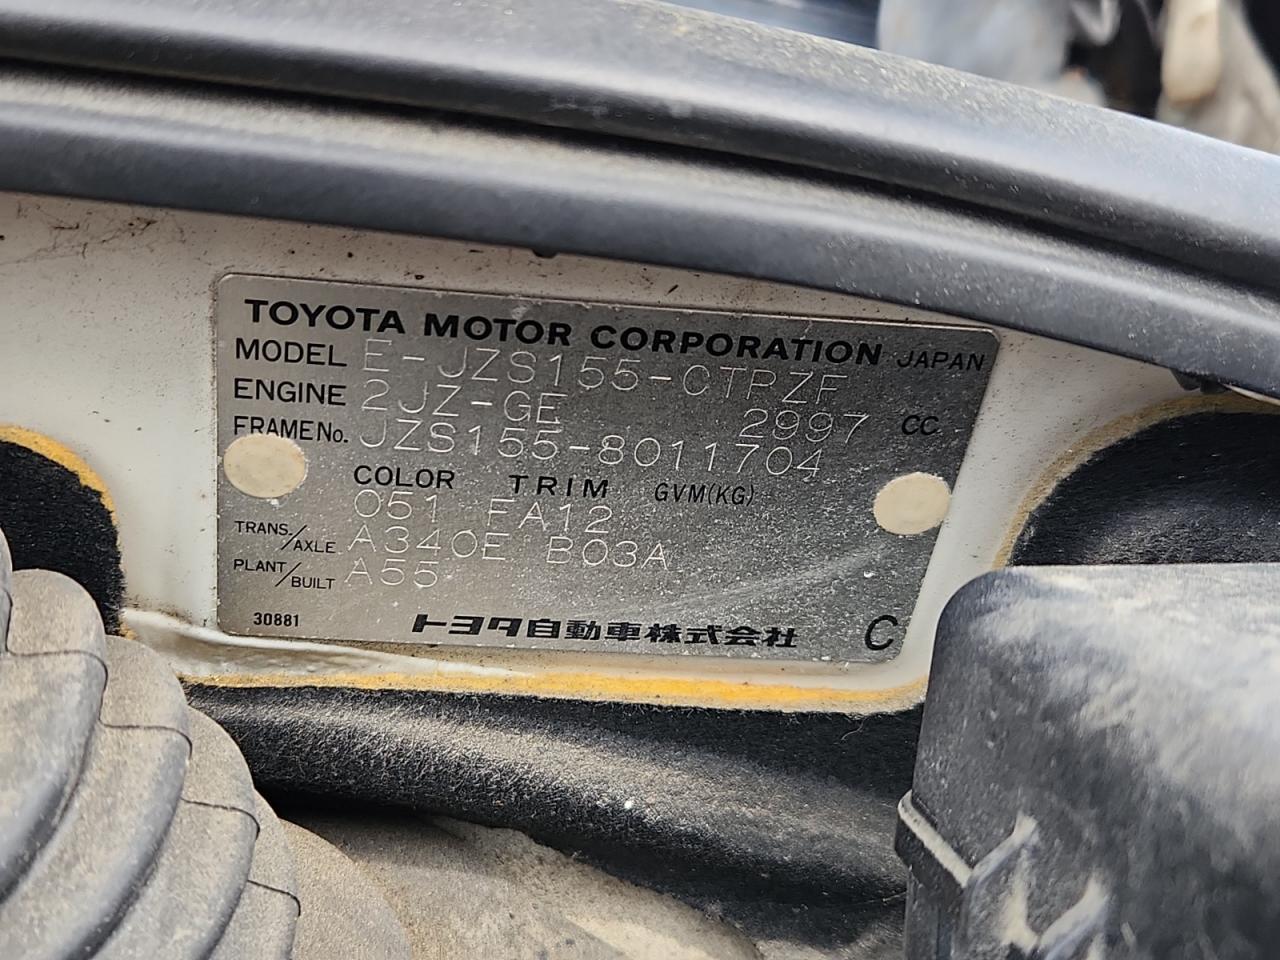 TOYOTA MOTOR CORPORATION JAPAN
MODEL E-JZS155-CTPZF
ENGINE 2JZ-GE 2997 CC
FRAME No. JZS155-8011704
COLOR TRIM GVM(KG)
051 FA12
TRANS./AXLE A340E B03A
PLANT/BUILT A55
30881 トヨタ自動車株式会社 C